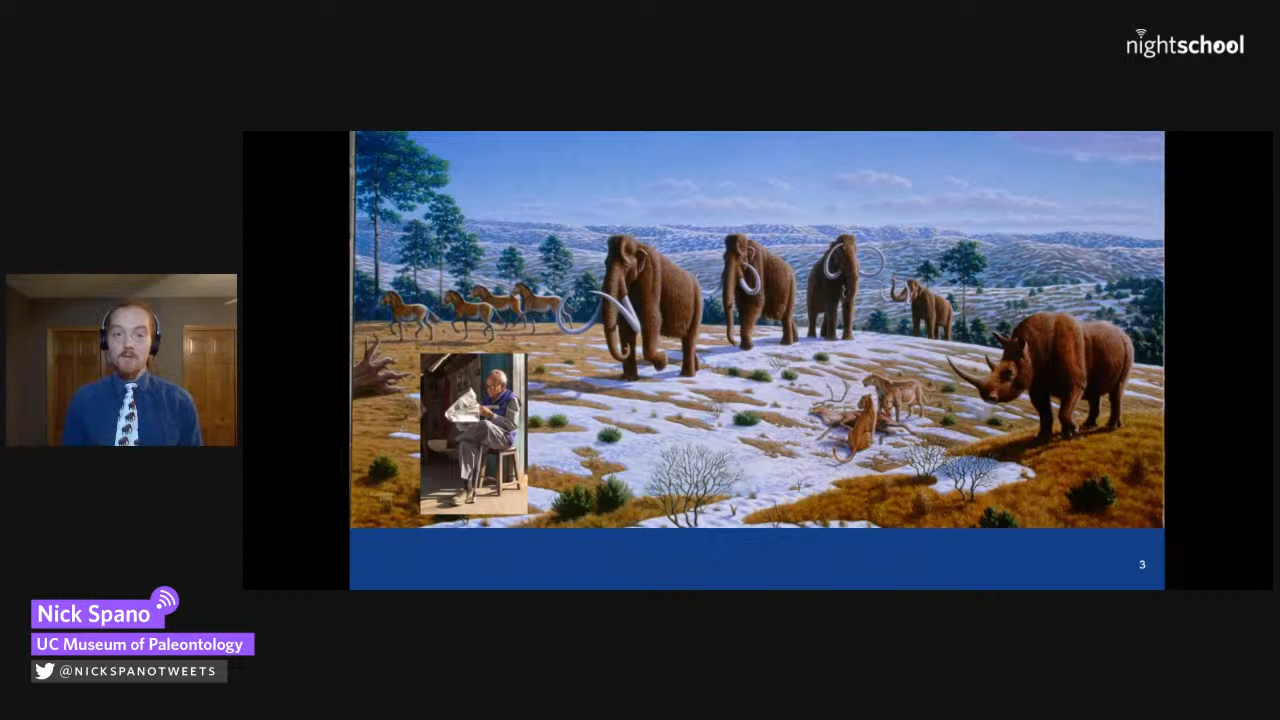 nightschool
3
Nick Spano
UC Museum of Paleontology
@NICKSPANOTWEETS